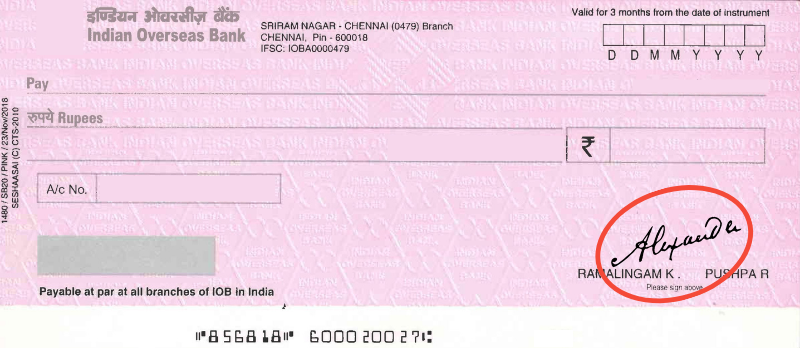 इण्डियन ओवरसीज़ बैंक
Indian Overseas Bank
SRIRAM NAGAR - CHENNAI (0479) Branch
CHENNAI, Pin - 600018
IFSC: IOBA0000479
Valid for 3 months from the date of instrument
D D M M Y Y Y Y
Pay
रुपये Rupees
₹
A/c No.
1480 / SB20 / PINK / 23/Nov/2018
SESHAASAI (C) CTS-2010
Alexander
RAMALINGAM K . PUSHPA R
Please sign above
Payable at par at all branches of IOB in India
⑈856818⑈ 600020027⑆